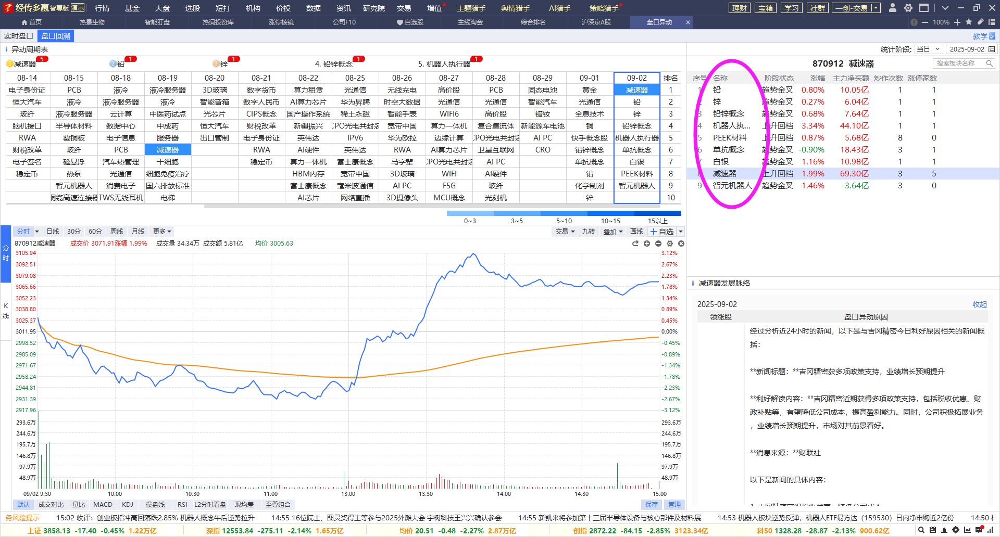 经传多赢 智尊版 演示 行情 基金 大盘 选股 短打 机构 价投 数据 资讯 研究院 交易 增值 主题猎手 舆情猎手 AI猎手 策略猎手 理财 宝箱 学习 社群 一创-交易
首页 热景生物 智能盯盘 热词投资库 涨停棱镜 公司F10 自选股 主线淘金 综合排名 沪深京A股 盘口异动 × 100%
实时盘口 盘口回溯 教学
异动周期表 统计阶段: 当日 2025-09-02
1 减速器 5 2 铅 1 3 锌 1 4. 铅锌概念 1 5. 机器人执行器 1
870912 减速器 搜索板块名称
08-14 08-15 08-18 08-19 08-20 08-21 08-22 08-25 08-26 08-27 08-28 08-29 09-01 09-02 排名
电子身份证 PCB 液冷 液冷服务器 3D玻璃 数字货币 算力租赁 光通信 无线充电 高价股 PCB 固态电池 黄金 减速器 1
恒大汽车 液冷 液冷服务器 液冷 智能音箱 数字人民币 AI算力芯片 华为昇腾 时空大数据 光通信 光通信 智能汽车 光通信 铅 2
玻纤 液冷服务器 云计算 中医药试点 光芯片 CIPS概念 国产操作系统 稀土永磁 智能手表 WIFI6 高价股 镨钕 全息技术 锌 3
脑机接口 半导体材料 数据中心 中成药 恒大汽车 财税改革 新疆振兴 CPO光电共封装 宽带中国 算力一体机 复合集流体 新能源车电池 铜 铅锌概念 4
RWA 覆铜板 电子信息 服务器 出口管制 电子身份证 英伟达 IPV6 华为欧拉 边缘计算 CPO光电共封装 AI PC 快手概念股 机器人执行器 5
财税改革 玻纤 PCB 减速器 RWA AI硬件 英伟达 RWA AI算力芯片 卫星互联网 CRO 铅锌概念 单抗概念 6
电子签名 磁悬浮 汽车热管理 干细胞 稳定币 算力一体机 富士康概念 马字辈 CPO光电共封装 AI PC 单抗概念 白银 7
稳定币 热泵 光通信 细胞免疫治疗 HBM内存 宽带中国 3D玻璃 WiFi AI硬件 铅 PEEK材料 8
智元机器人 消费电子 国六排放标准 富士康概念 毫米波通信 AI PC F5G 玻纤 化学制剂 智元机器人 9
铜缆高速连接器 TWS无线耳机 电梯 AI芯片 网络直播 3D摄像头 MCU概念 光刻机 锌 10
0~3 3~5 5~10 10~15 15以上
序号 名称 阶段状态 涨幅 主力净买额 炒作次数 涨停家数
1 铅 趋势金叉 0.80% 10.05亿 1 1
锌 趋势金叉 0.27% 6.04亿 1 1
3 铅锌概念 趋势金叉 0.68% 7.64亿 1 1
4 机器人执... 上升回档 3.34% 44.10亿 1 1
5 PEEK材料 上升回档 0.87% 5.68亿 8 0
6 单抗概念 趋势金叉 -0.90% 18.43亿 3 1
7 白银 趋势金叉 1.16% 10.98亿 1 1
8 减速器 上升回档 1.99% 69.30亿 3 5
9 智元机器人 趋势金叉 1.46% -3.64亿 3 0
分时 日线 30分 60分 周线 月线 更多 交易 九转 叠加 画线 自选
870912减速器 成交价 3071.91 涨幅 1.99% 成交量 34.34万 成交额 5.81亿 均价 3005.63
分时
K线
3105.94 3.12%
3092.51 2.67%
3079.08 2.23%
3065.66 1.78%
3052.23 1.34%
3038.80 0.89%
3025.37 0.45%
3011.95 0.00%
2998.52 -0.45%
2985.09 -0.89%
2971.67 -1.34%
2958.24 -1.78%
2944.81 -2.23%
2931.39 -2.67%
2917.96 -3.12%
293.6万 293.6万
244.6万 244.6万
195.7万 195.7万
146.8万 146.8万
97.9万 97.9万
48.9万 48.9万
09/02 9:30 10:00 10:30 11:00 13:00 13:30 14:00 14:30 15:00
默认 成交对比 量比 MACD KDJ 操盘线 RSI L2分时看盘 现均差 至尊组合 保存 管理
减速器发展脉络
2025-09-02 收起
领涨股 盘口异动原因
经过分析近24小时的新闻，以下是与吉冈精密今日利好原因相关的新闻概
括：
**新闻标题：**吉冈精密获多项政策支持，业绩增长预期提升
**利好解读内容：**吉冈精密近期获得多项政策支持，包括税收优惠、财
政补贴等，有望降低公司成本，提高盈利能力。同时，公司积极拓展业务
，业绩增长预期提升，市场对其前景看好。
**消息来源：**财联社
以下是新闻的具体内容：
务风险提示 15:02 收评：创业板指冲高回落跌2.85% 机器人概念午后逆势拉升 14:55 16位院士、图灵奖得主等参与2025外滩大会 宇树科技王兴兴确认参会 14:55 新凯来将参加第十三届半导体设备与核心部件及材料展 14:53 机器人板块逆势反弹，机器人ETF易方达（159530）日内净申购近2亿份 14:50
上证 3858.13 -17.40 -0.45% 1.22万亿 深指 12553.84 -275.11 -2.14% 1.65万亿 均价 20.51 -0.48 -2.27% 2.87万亿 创指 2872.22 -84.15 -2.85% 3123.34亿 科50 1328.28 -28.87 -2.13% 900.62亿